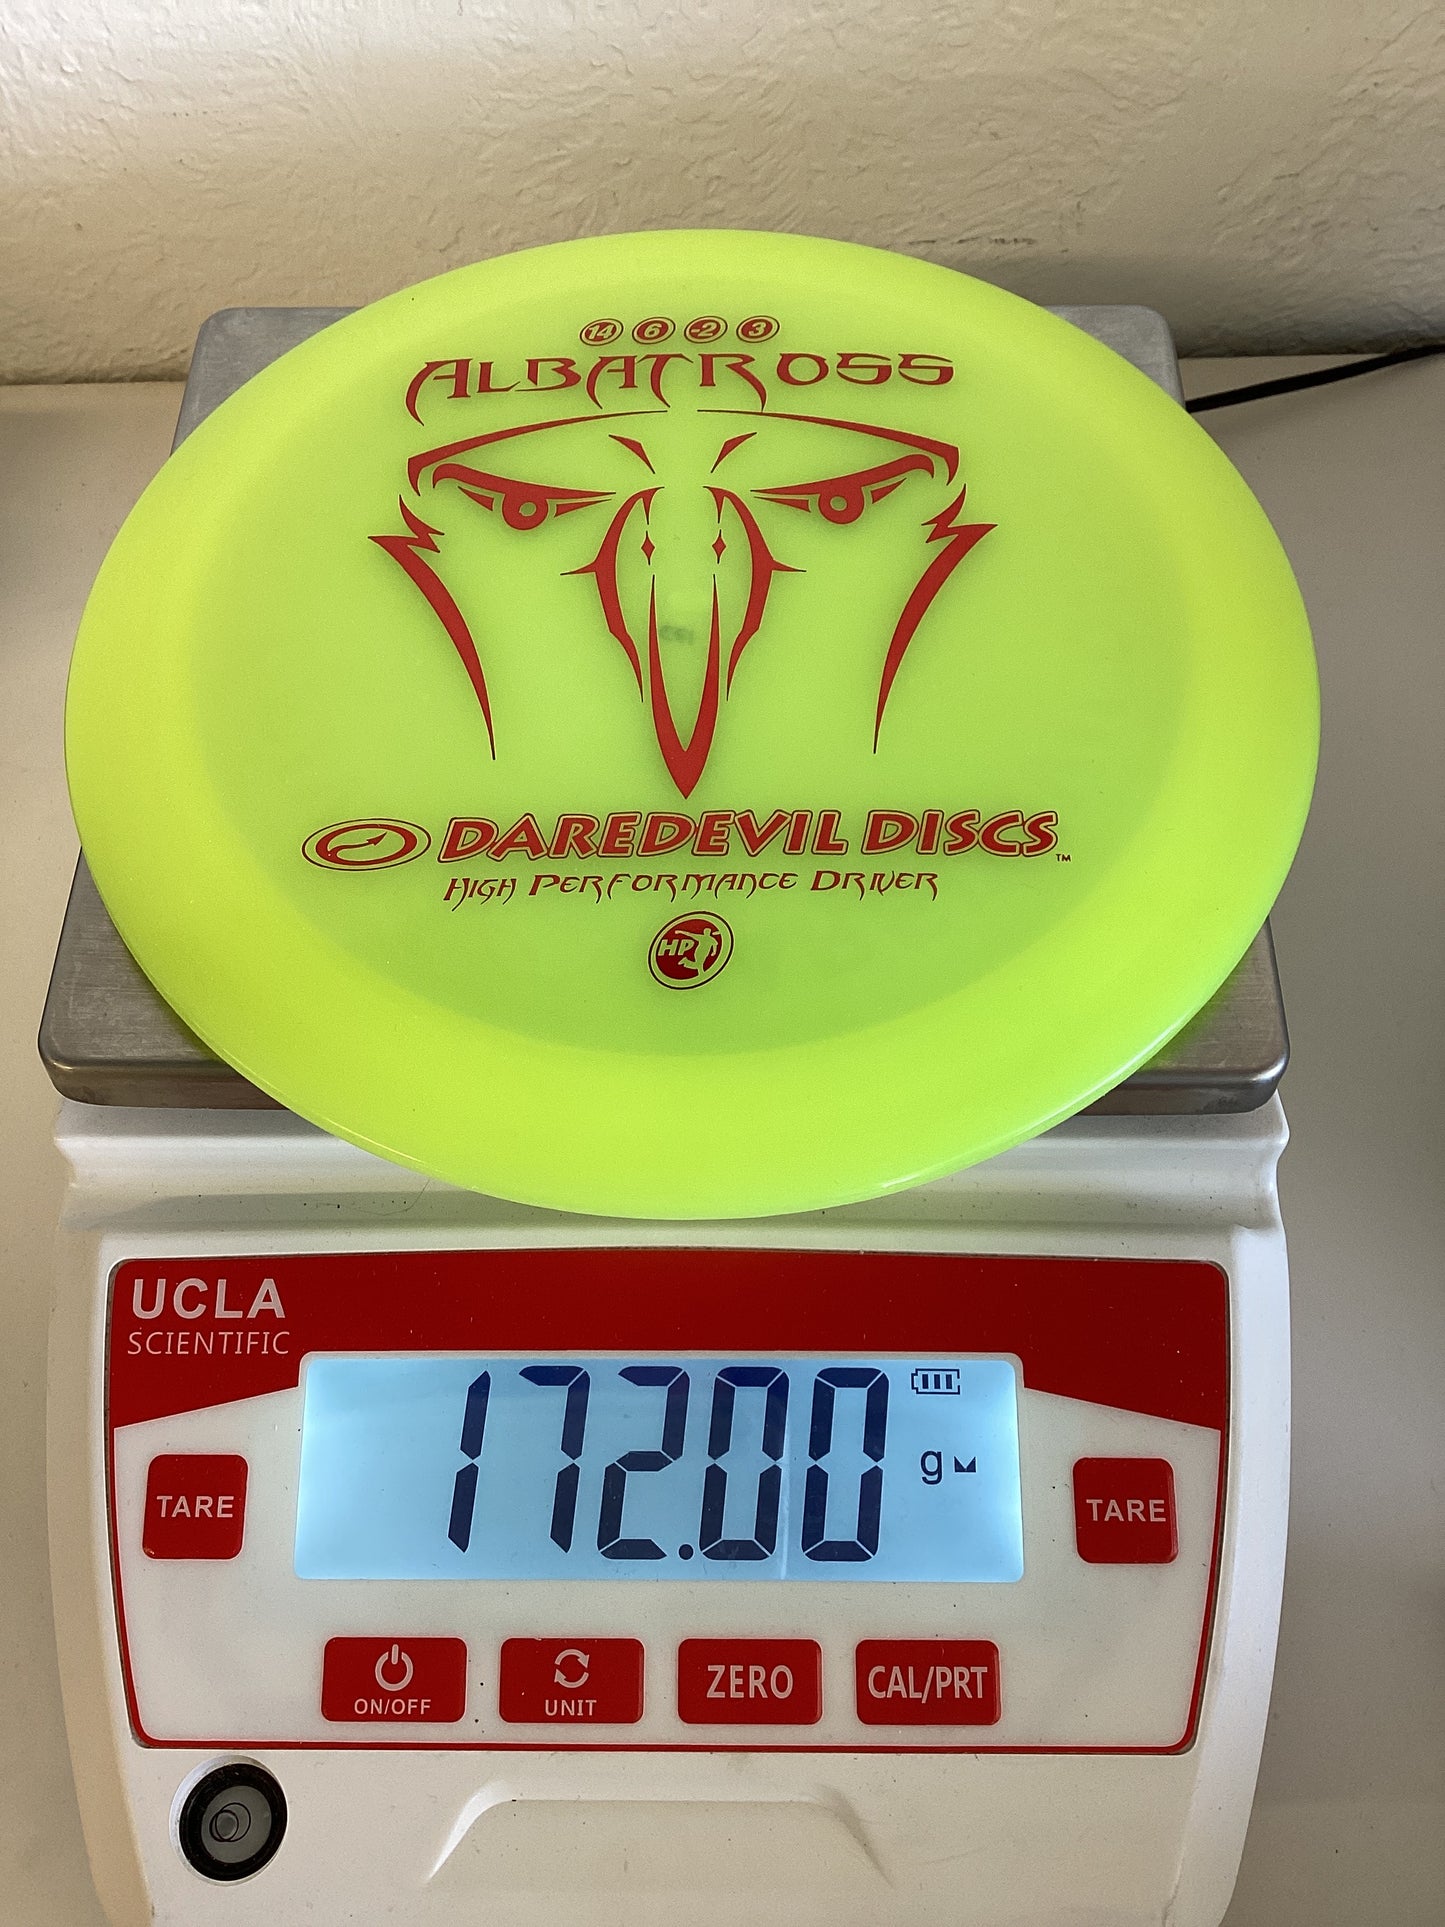 14 6 -2 3
ALBATROSS
DAREDEVIL DISCS™
HIGH PERFORMANCE DRIVER
HP
UCLA
SCIENTIFIC
172.00 g
TARE
TARE
ON/OFF
UNIT
ZERO
CAL/PRT